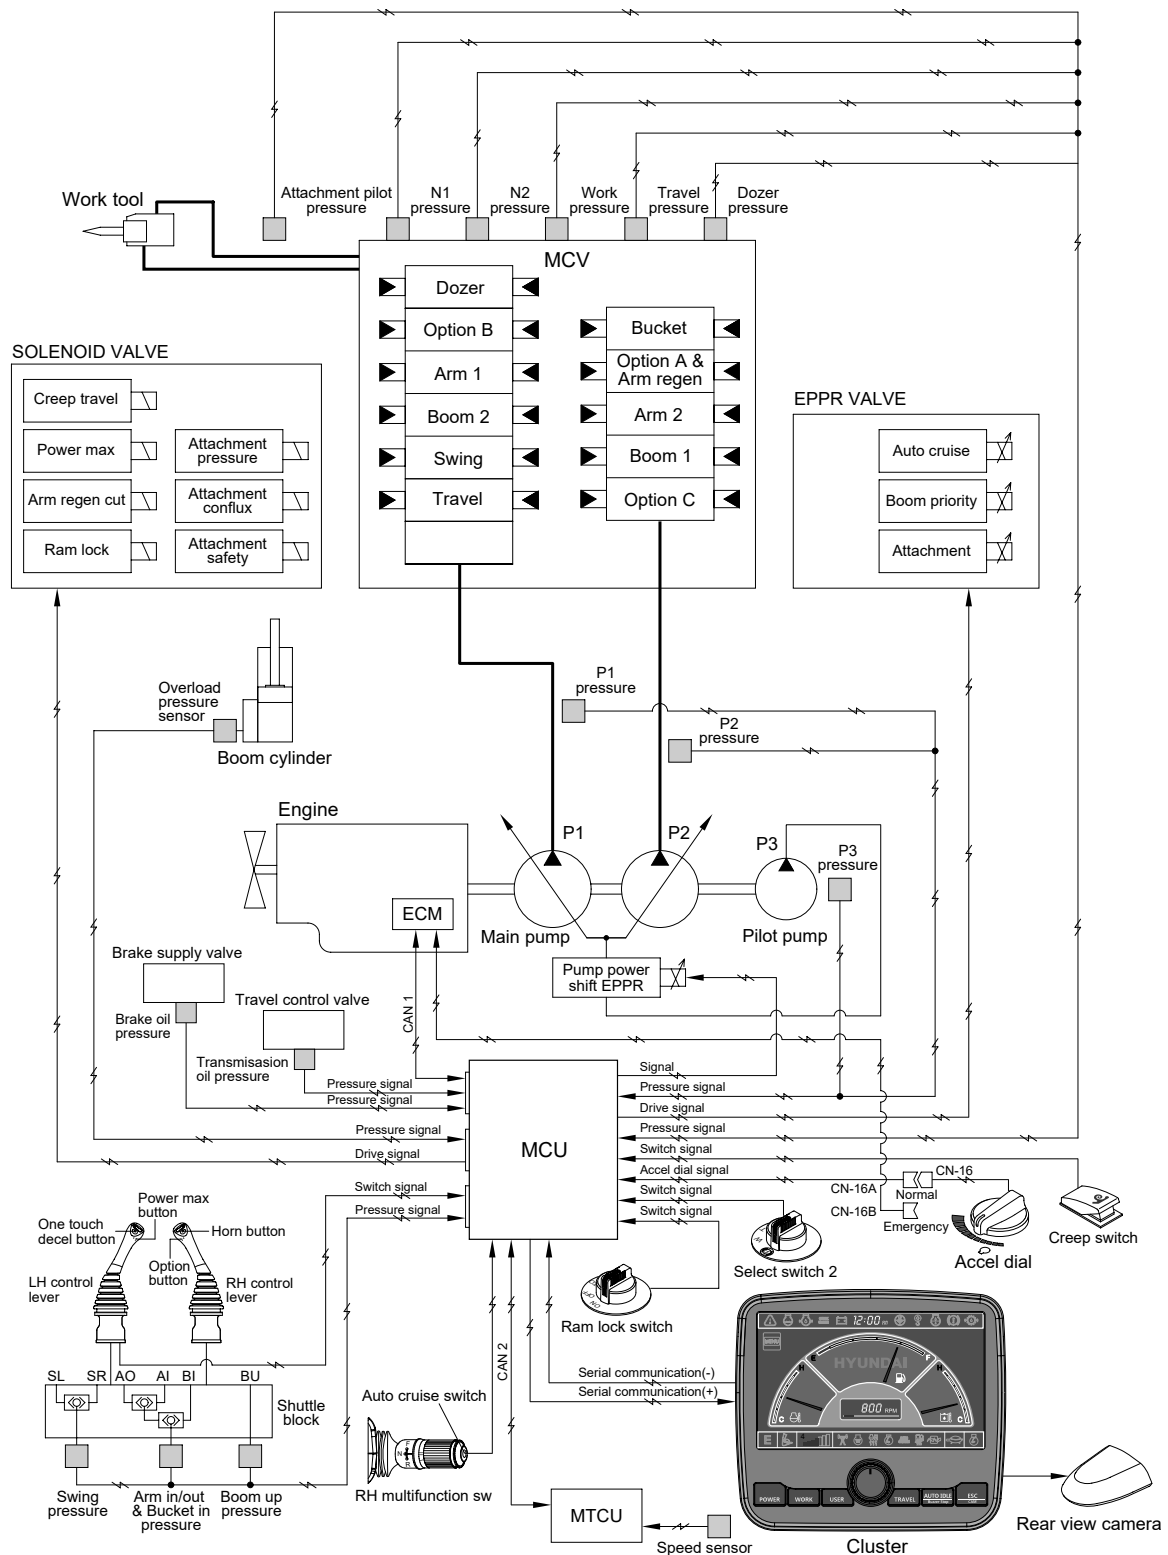 Work tool
Attachment pilot
pressure
N1
pressure
N2
pressure
Work
pressure
Travel
pressure
Dozer
pressure
MCV
Dozer
Option B
Arm 1
Boom 2
Swing
Travel
Bucket
Option A &
Arm regen
Arm 2
Boom 1
Option C
SOLENOID VALVE
Creep travel
Power max
Arm regen cut
Ram lock
Attachment
pressure
Attachment
conflux
Attachment
safety
EPPR VALVE
Auto cruise
Boom priority
Attachment
Overload
pressure
sensor
Boom cylinder
P1
pressure
P2
pressure
Engine
ECM
P1
P2
P3
P3
pressure
Main pump
Pilot pump
Pump power
shift EPPR
Brake supply valve
Brake oil
pressure
Travel control valve
Transmisasion
oil pressure
CAN 1
Pressure signal
Pressure signal
Pressure signal
Drive signal
Switch signal
Pressure signal
MCU
Signal
Pressure signal
Drive signal
Pressure signal
Switch signal
Accel dial signal
Switch signal
Switch signal
CN-16A
CN-16
Normal
CN-16B
Emergency
Accel dial
Creep switch
Select switch 2
ON
OFF
Ram lock switch
Power max
button
One touch
decel button
Horn button
Option
button
LH control
lever
RH control
lever
SL
SR
AO
AI
BI
BU
Shuttle
block
Swing
pressure
Arm in/out
& Bucket in
pressure
Boom up
pressure
Auto cruise switch
F
N
R
RH multifunction sw
CAN 2
Serial communication(-)
Serial communication(+)
MTCU
Speed sensor
12:00
MENU
HYUNDAI
E
F
H
C
H
C
800 RPM
E
POWER
WORK
USER
TRAVEL
AUTO IDLE
ESC
Cluster
Rear view camera